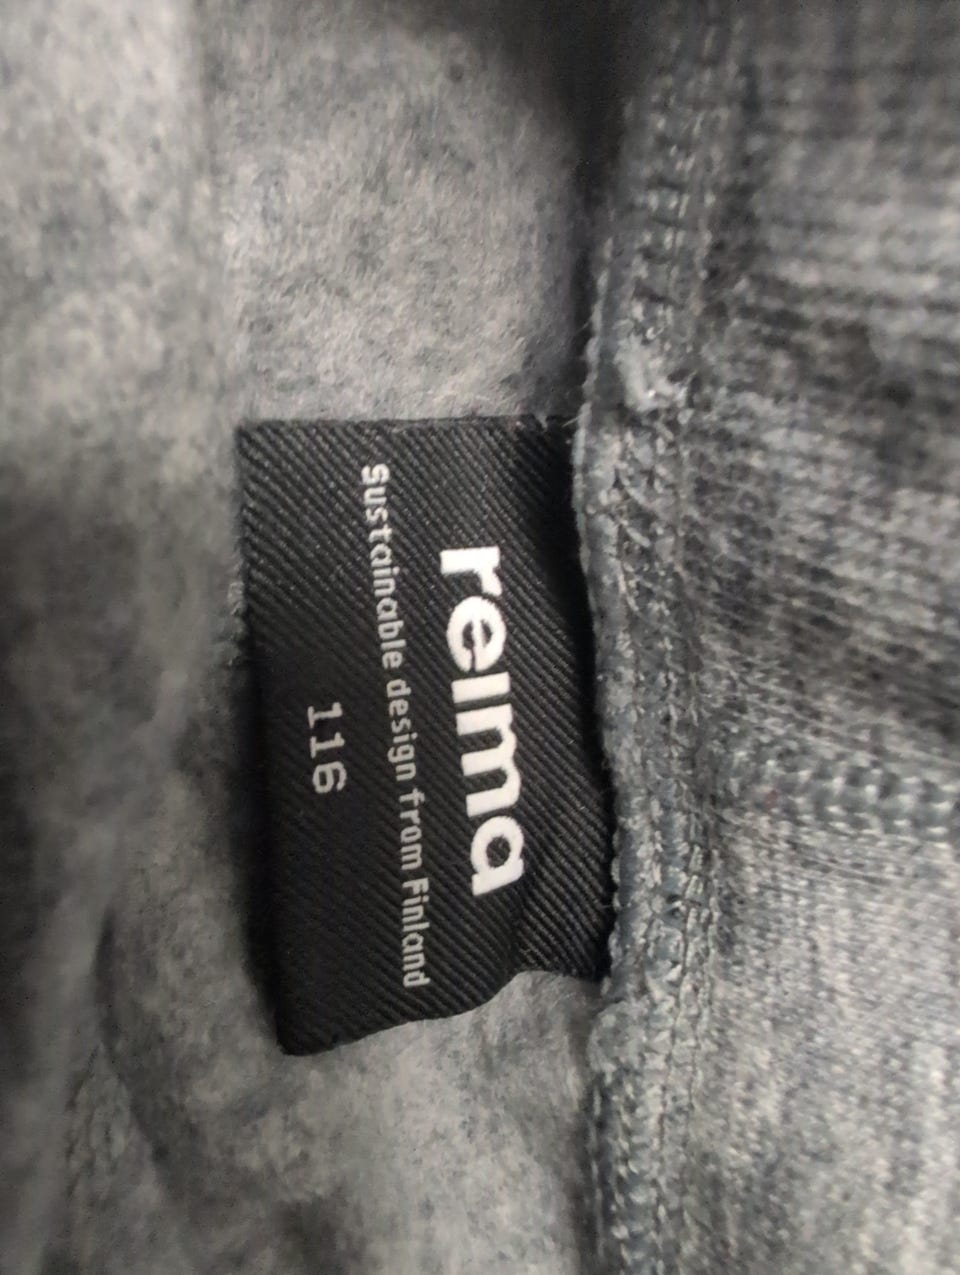 reima
Sustainable design from Finland
116